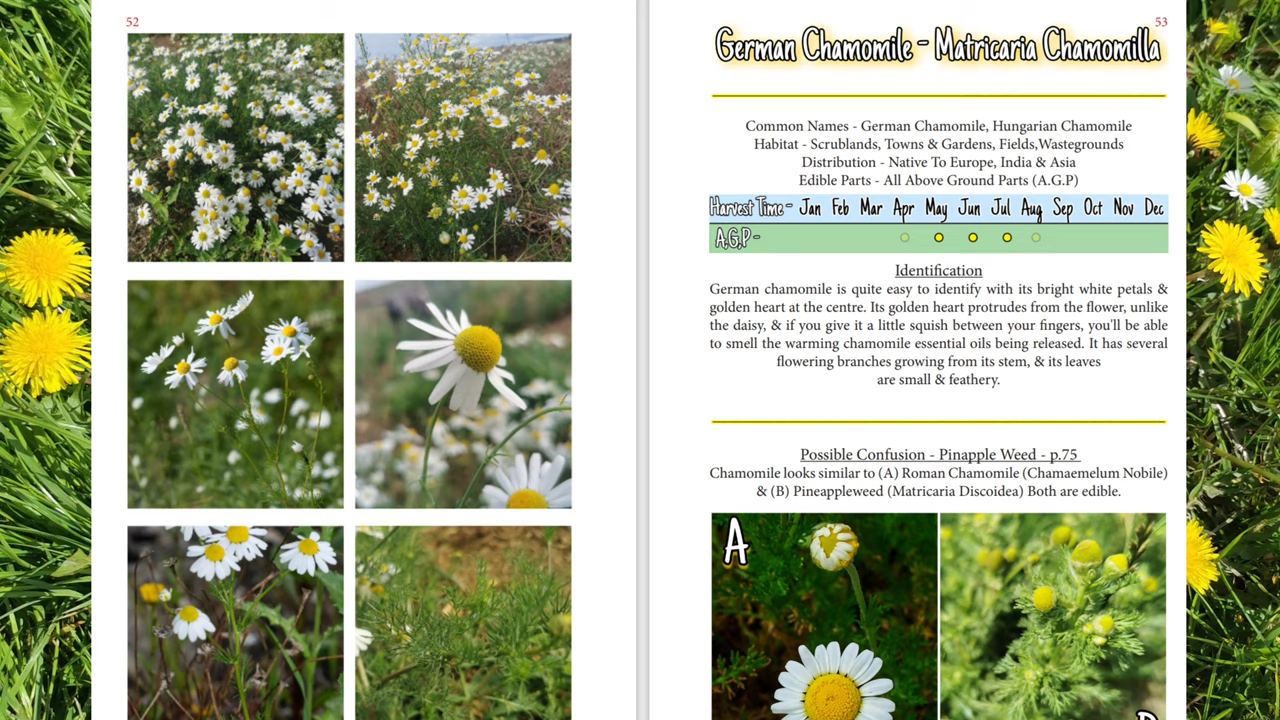 52
53
German Chamomile - Matricaria Chamomilla
Common Names - German Chamomile, Hungarian Chamomile
Habitat - Scrublands, Towns & Gardens, Fields,Wastegrounds
Distribution - Native To Europe, India & Asia
Edible Parts - All Above Ground Parts (A.G.P)
Harvest Time - Jan Feb Mar Apr May Jun Jul Aug Sep Oct Nov Dec
A,G,P -
Identification
German chamomile is quite easy to identify with its bright white petals &
golden heart at the centre. Its golden heart protrudes from the flower, unlike
the daisy, & if you give it a little squish between your fingers, you'll be able
to smell the warming chamomile essential oils being released. It has several
flowering branches growing from its stem, & its leaves
are small & feathery.
Possible Confusion - Pinapple Weed - p.75
Chamomile looks similar to (A) Roman Chamomile (Chamaemelum Nobile)
& (B) Pineappleweed (Matricaria Discoidea) Both are edible.
A